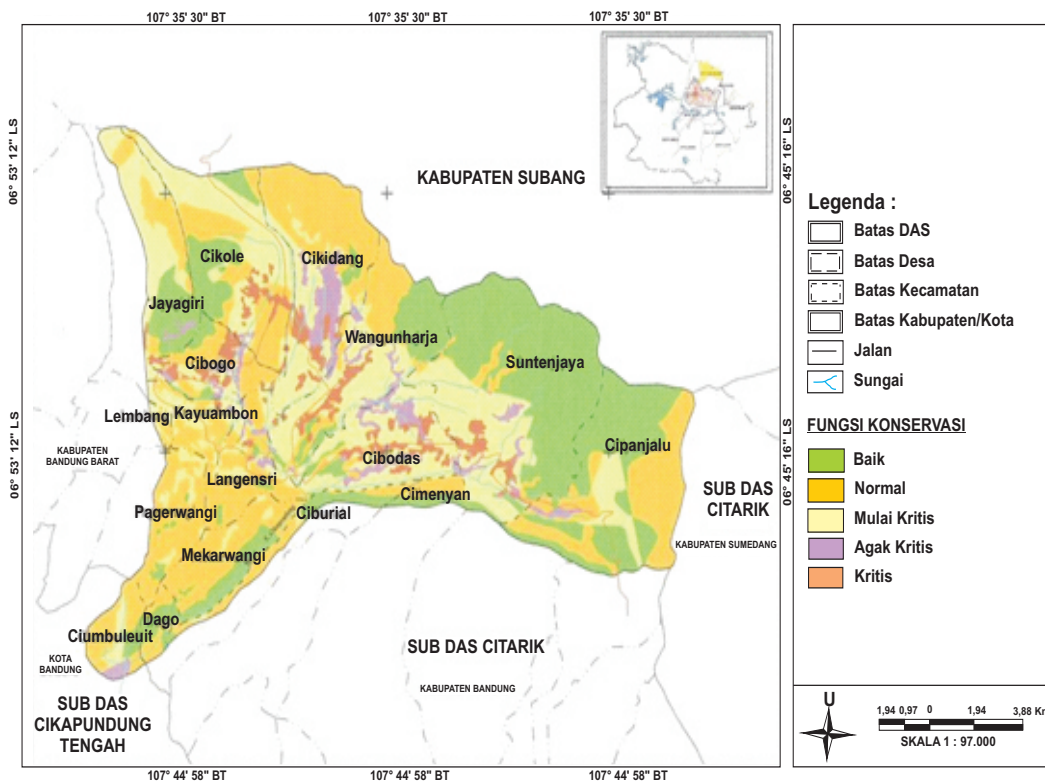 107° 35' 30" BT
107° 35' 30" BT
107° 35' 30" BT
06° 53' 12" LS
06° 45' 16" LS
KABUPATEN SUBANG
Cikole
Cikidang
Jayagiri
Wangunharja
Suntenjaya
Cibogo
Lembang
Kayuambon
Cipanjalu
KABUPATEN
BANDUNG BARAT
Cibodas
Langensri
Cimenyan
06° 53' 12" LS
06° 45' 16" LS
SUB DAS
CITARIK
Pagerwangi
Ciburial
KABUPATEN SUMEDANG
Mekarwangi
Dago
Ciumbuleuit
SUB DAS CITARIK
KOTA
BANDUNG
KABUPATEN BANDUNG
SUB DAS
CIKAPUNDUNG
TENGAH
107° 44' 58" BT
107° 44' 58" BT
107° 44' 58" BT
Legenda :
Batas DAS
Batas Desa
Batas Kecamatan
Batas Kabupaten/Kota
Jalan
Sungai
FUNGSI KONSERVASI
Baik
Normal
Mulai Kritis
Agak Kritis
Kritis
U
1,94 0,97 0 1,94 3,88 Km
SKALA 1 : 97.000